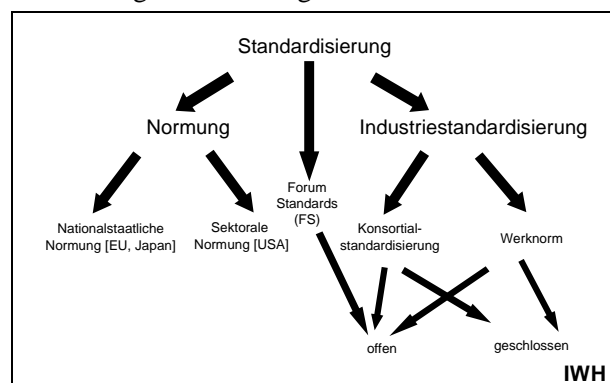 Standardisierung
Normung
Industriestandardisierung
Nationalstaatliche
Normung [EU, Japan]
Sektorale
Normung [USA]
Forum
Standards
(FS)
Konsortial-
standardisierung
Werknorm
offen
geschlossen
IWH